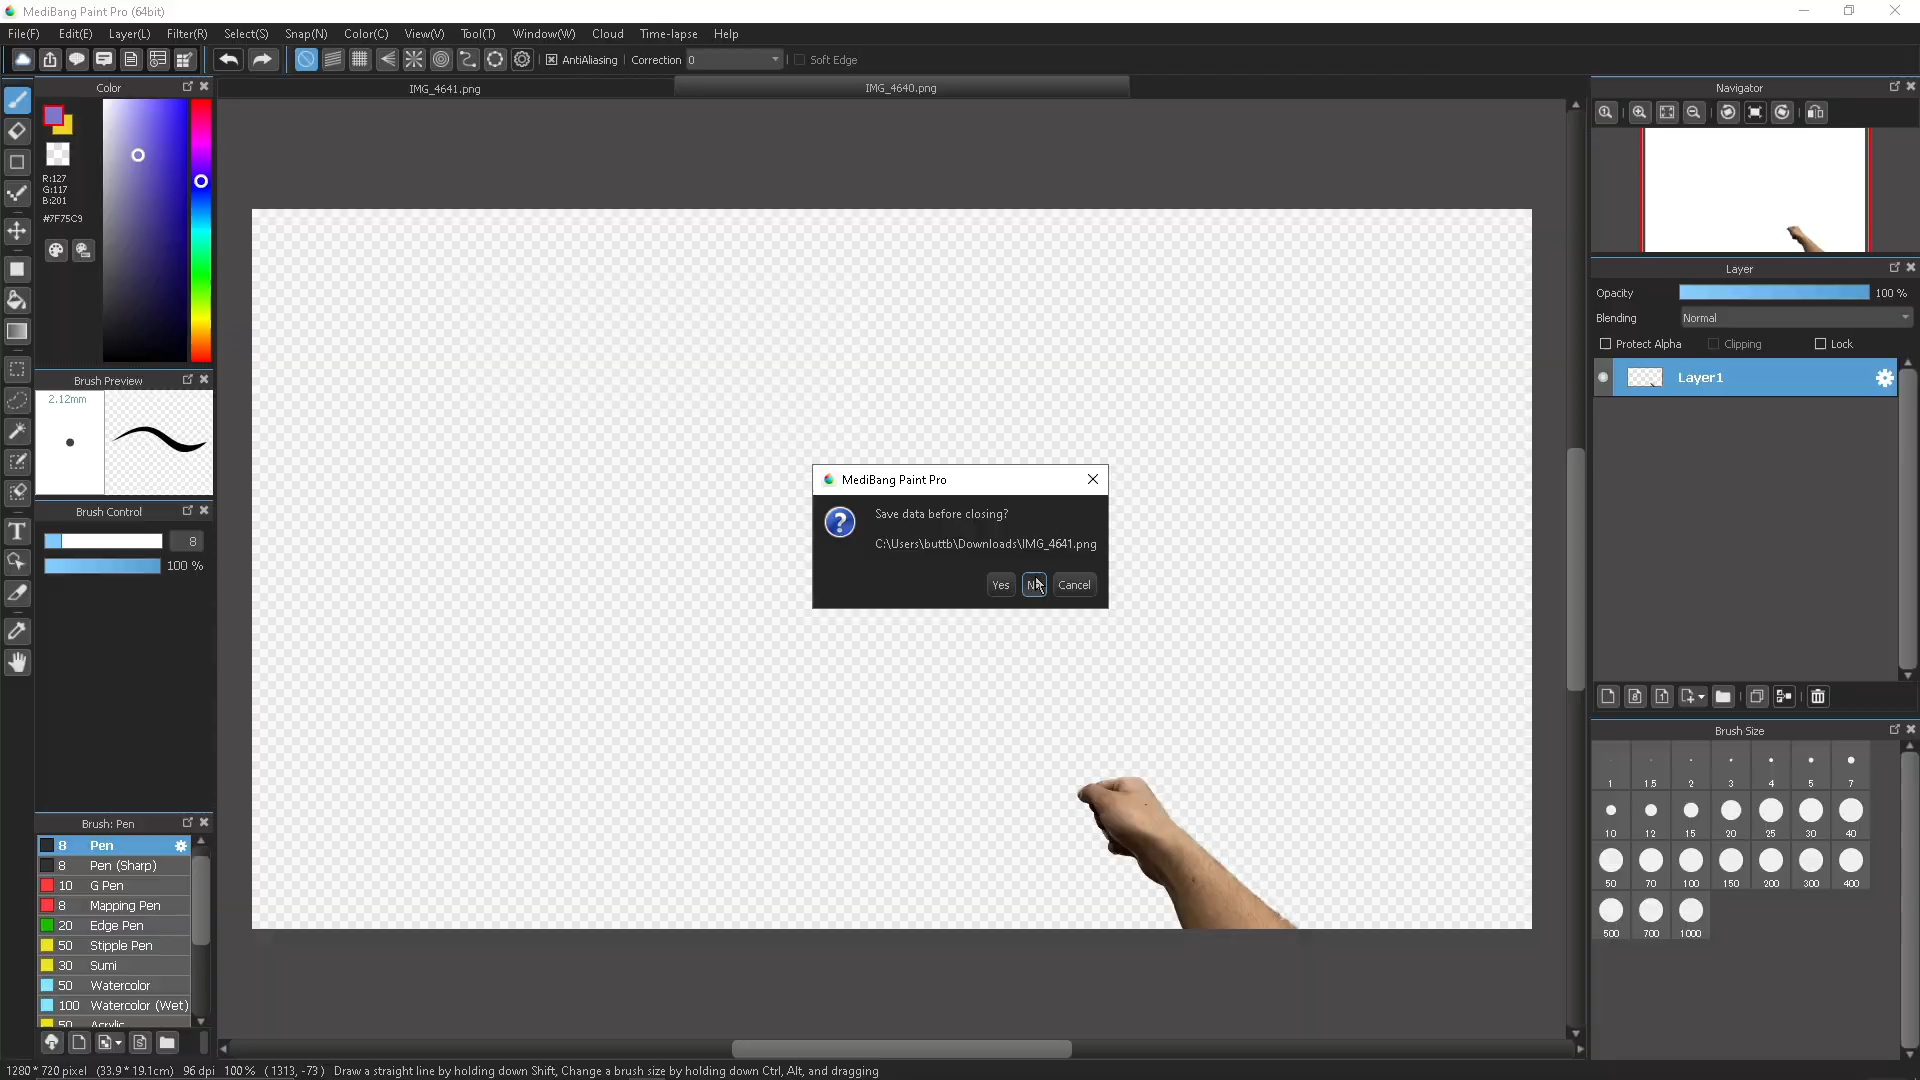 MediBang Paint Pro (64bit)
File(F) Edit(E) Layer(L) Filter(R) Select(S) Snap(N) Color(C) View(V) Tool(T) Window(W) Cloud Time-lapse Help
AntiAliasing Correction 0 Soft Edge
Color
IMG_4641.png
IMG_4640.png
Navigator
R:127
G:117
B:201
#7F75C9
Layer
Opacity 100 %
Blending Normal
Protect Alpha Clipping Lock
Layer1
Brush Preview
2.12mm
Brush Control
8
100 %
MediBang Paint Pro
Save data before closing?
C:\Users\buttb\Downloads\IMG_4641.png
Yes Cancel
Brush Size
1 1.5 2 3 4 5 7
10 12 15 20 25 30 40
50 70 100 150 200 300 400
500 700 1000
Brush: Pen
8 Pen
8 Pen (Sharp)
10 G Pen
8 Mapping Pen
20 Edge Pen
50 Stipple Pen
30 Sumi
50 Watercolor
100 Watercolor (Wet)
50 Acrylic
1280 * 720 pixel (33.9 * 19.1cm) 96 dpi 100 % ( 1313, -73 ) Draw a straight line by holding down Shift, Change a brush size by holding down Ctrl, Alt, and dragging